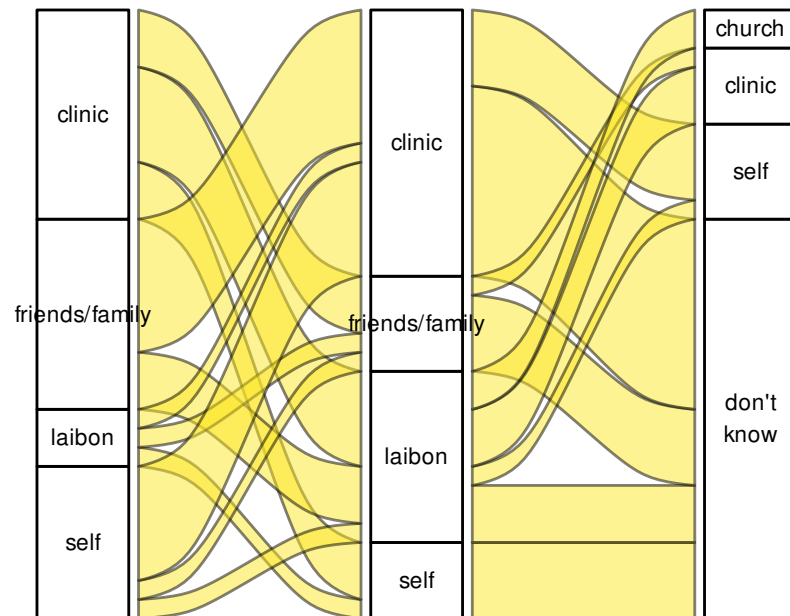 clinic
friends/family
laibon
self
clinic
friends/family
laibon
self
church
clinic
self
don't
know